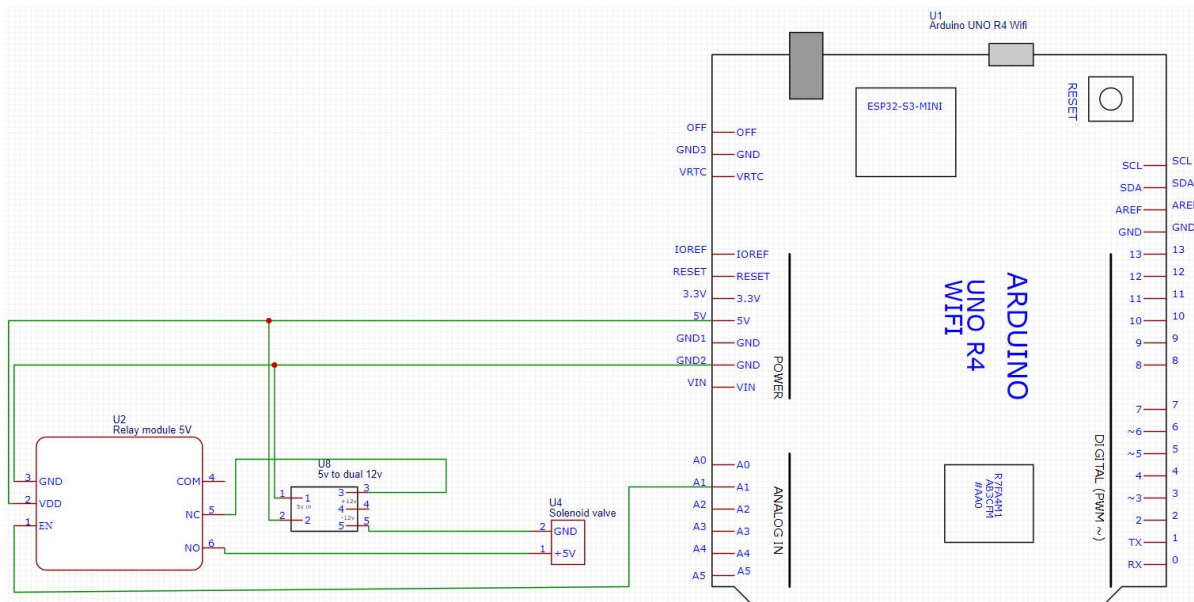 U1
Arduino UNO R4 Wifi
RESET
ESP32-S3-MINI
OFF OFF
GND3 GND
VRTC VRTC
IOREF IOREF
RESET RESET
3.3V 3.3V
5V 5V
GND1 GND
GND2 GND
VIN VIN
POWER
A0 A0
A1 A1
A2 A2
A3 A3
A4 A4
A5 A5
ANALOG IN
ARDUINO
UNO R4
WIFI
R7FA4M1
AB3CFM
#AA0
SCL SCL
SDA SDA
AREF AREF
GND GND
13 13
12 12
11 11
10 10
9 9
8 8
7 7
~6 6
~5 5
4 4
~3 3
2 2
TX 1
RX 0
DIGITAL (PWM ~)
U2
Relay module 5V
3 GND
2 VDD
1 EN
COM 4
NC 5
NO 6
U8
5v to dual 12v
1 1
2 2
5v in
3 3
+12v
4 4
-12v
5 5
U4
Solenoid valve
2 GND
1 +5V